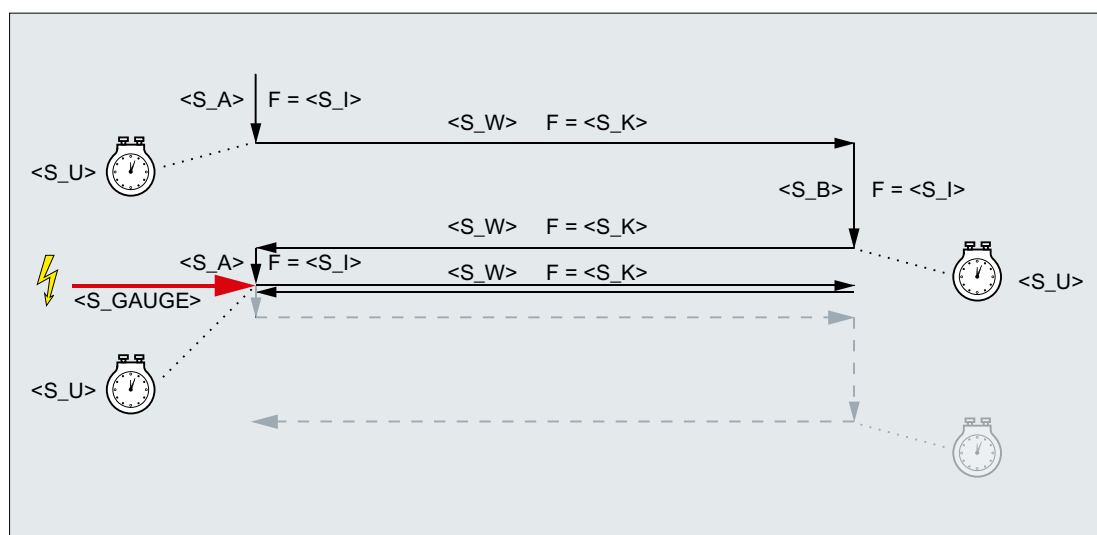 <S_A> F = <S_I>
<S_W> F = <S_K>
<S_U>
<S_B> F = <S_I>
<S_W> F = <S_K>
<S_A> F = <S_I>
<S_W> F = <S_K>
<S_U>
<S_GAUGE>
<S_U>